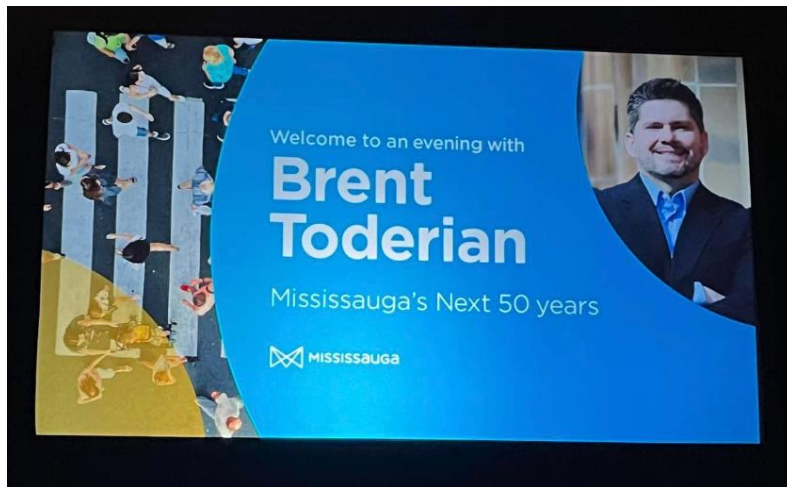 Welcome to an evening with
Brent
Toderian
Mississauga's Next 50 years
MISSISSAUGA